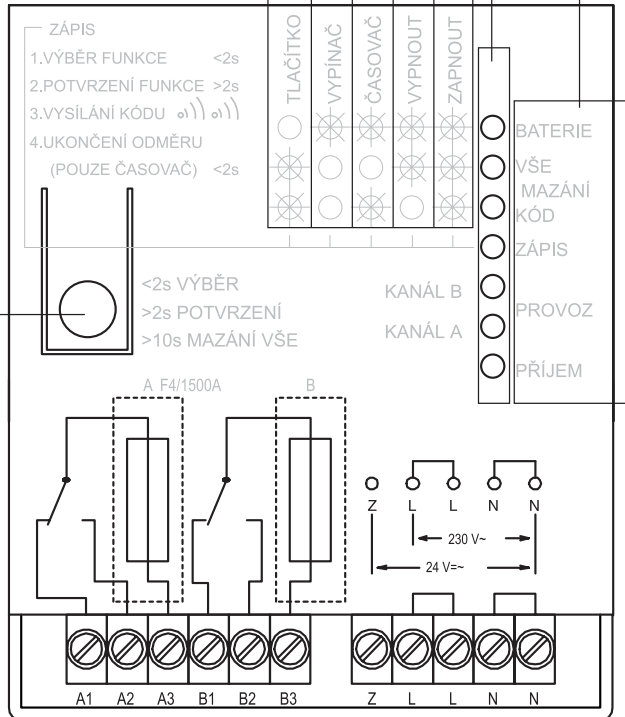 ZÁPIS
1.VÝBĚR FUNKCE <2s
2.POTVRZENÍ FUNKCE >2s
3.VYSÍLÁNÍ KÓDU
4.UKONČENÍ ODMĚRU
(POUZE ČASOVAČ) <2s
TLAČÍTKO
VYPÍNAČ
ČASOVAČ
VYPNOUT
ZAPNOUT
BATERIE
VŠE
MAZÁNÍ
KÓD
ZÁPIS
KANÁL B
PROVOZ
KANÁL A
PŘÍJEM
<2s VÝBĚR
>2s POTVRZENÍ
>10s MAZÁNÍ VŠE
A F4/1500A B
Z L L N N
230 V~
24 V=~
A1 A2 A3 B1 B2 B3 Z L L N N